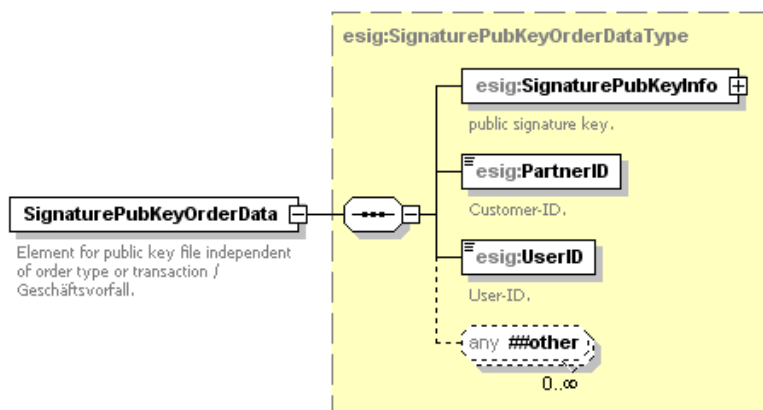 esig:SignaturePubKeyOrderDataType
esig:SignaturePubKeyInfo
public signature key.
esig:PartnerID
Customer-ID.
SignaturePubKeyOrderData
Element for public key file independent
of order type or transaction /
Geschäftsvorfall.
esig:UserID
User-ID.
any ##other
0..∞